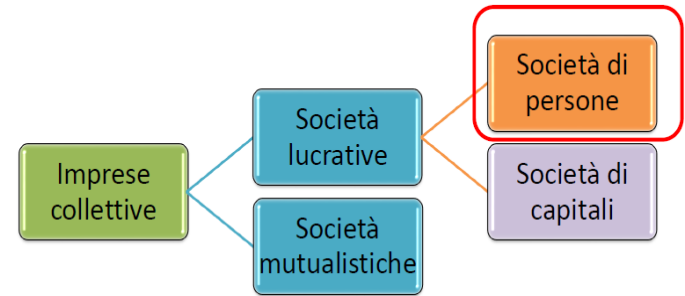 Imprese
collettive
Società
lucrative
Società
mutualistiche
Società di
persone
Società di
capitali